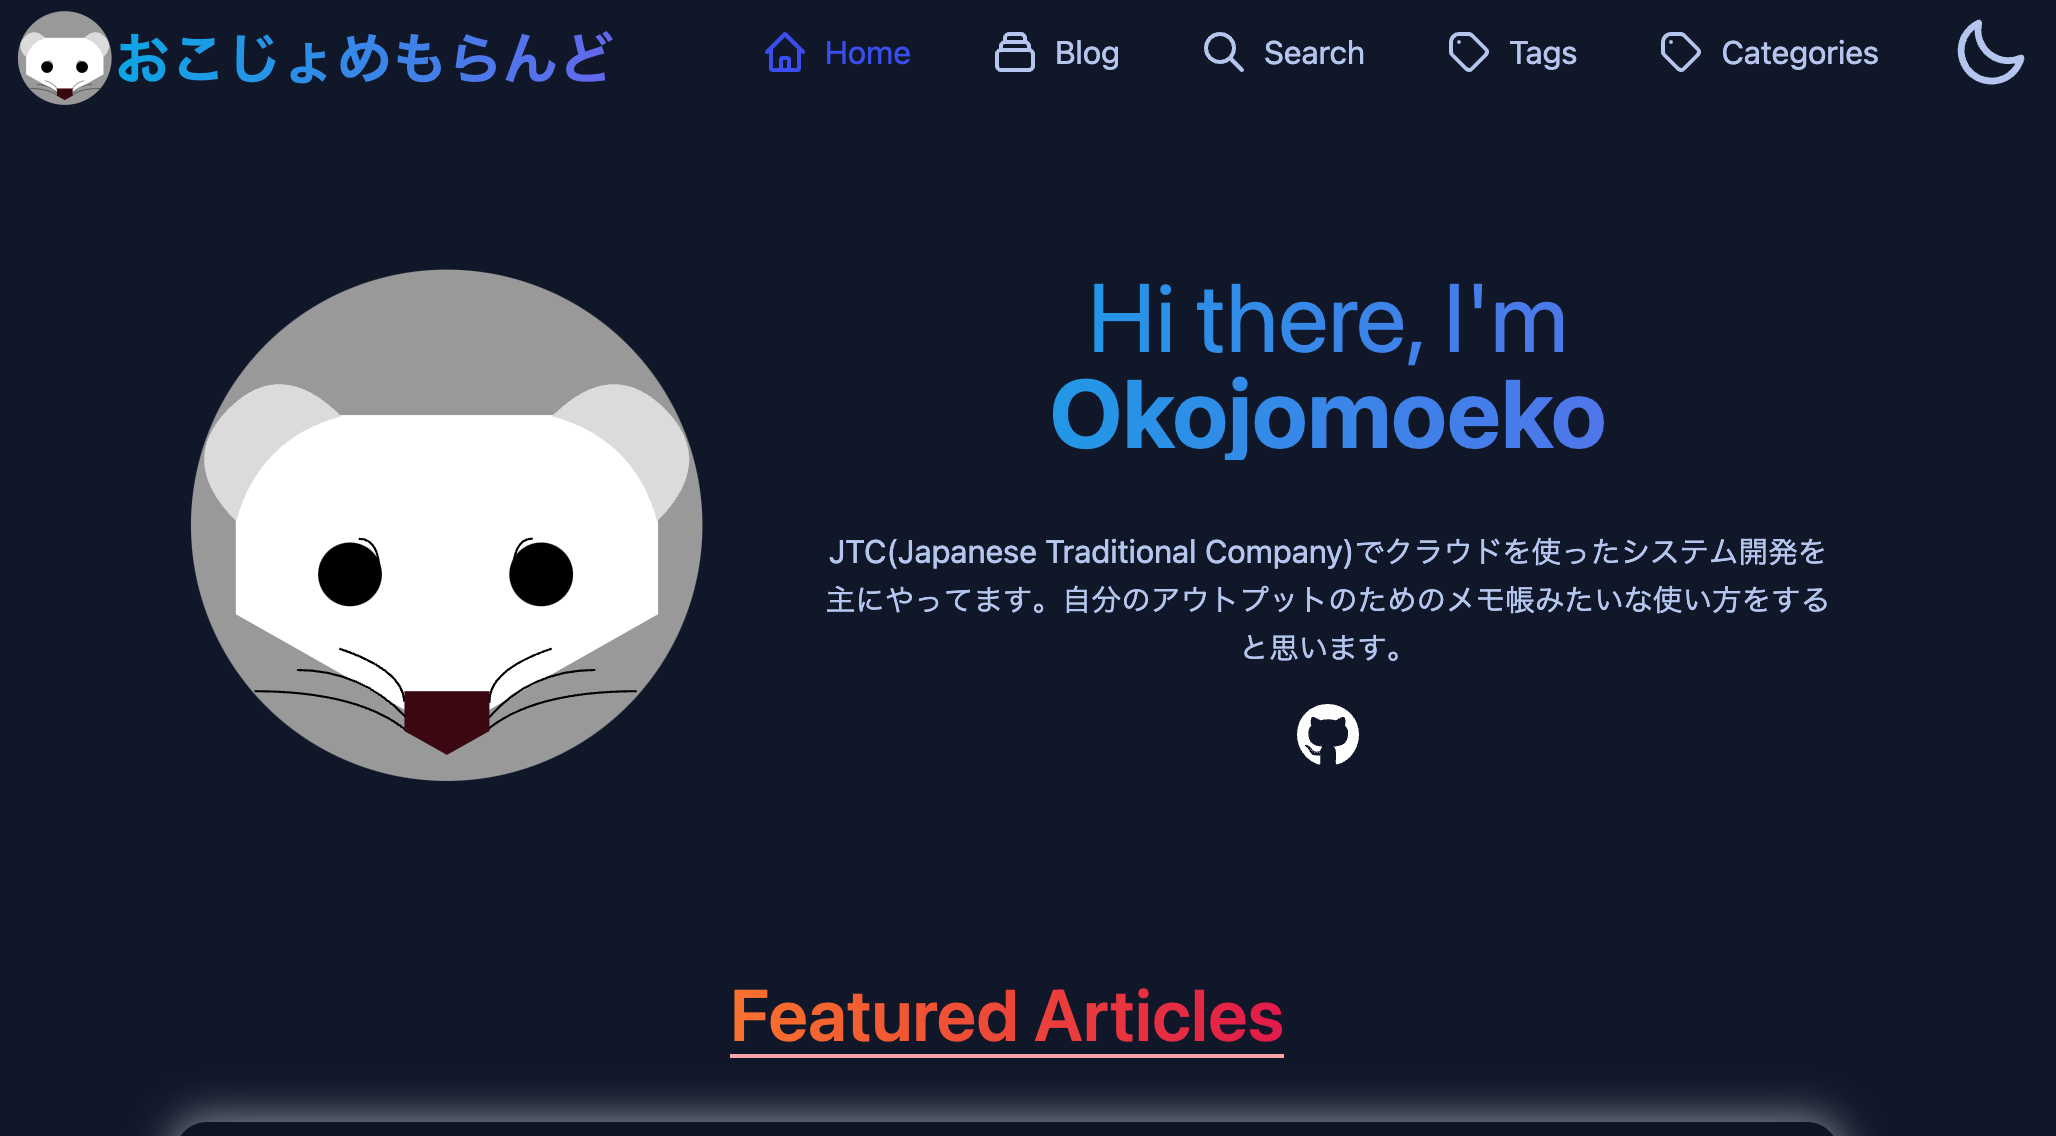 おこじょめもらんど
Home
Blog
Search
Tags
Categories
Hi there, I'm
Okojomoeko
JTC(Japanese Traditional Company)でクラウドを使ったシステム開発を
主にやってます。自分のアウトプットのためのメモ帳みたいな使い方をする
と思います。
Featured Articles